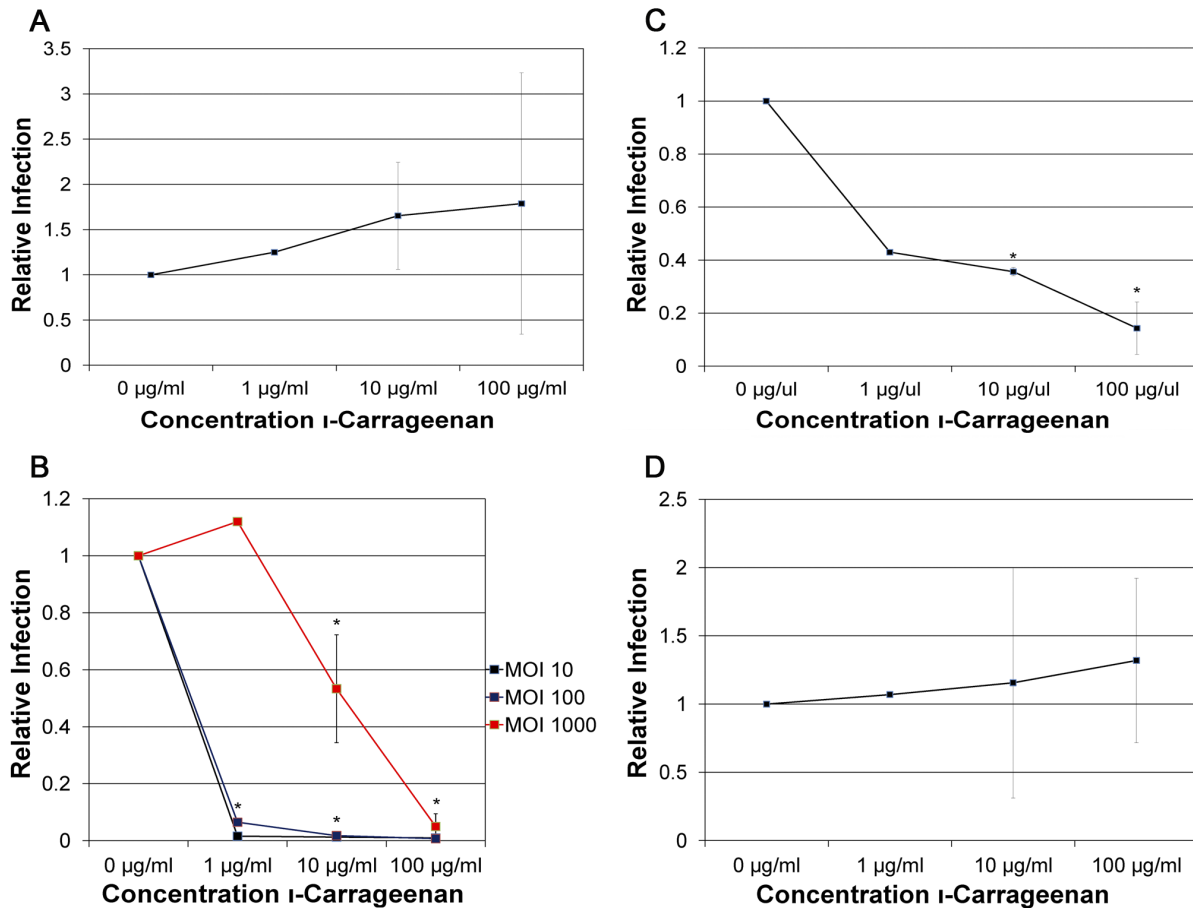 A
3.5
3
2.5
2
1.5
1
0.5
0
Relative Infection
0 µg/ml 1 µg/ml 10 µg/ml 100 µg/ml
Concentration ı-Carrageenan
C
1.2
1
0.8
0.6
0.4
0.2
0
Relative Infection
*
*
0 µg/ul 1 µg/ul 10 µg/ul 100 µg/ul
Concentration ı-Carrageenan
B
1.2
1
0.8
0.6
0.4
0.2
0
Relative Infection
*
*
*
*
MOI 10
MOI 100
MOI 1000
0 µg/ml 1 µg/ml 10 µg/ml 100 µg/ml
Concentration ı-Carrageenan
D
2.5
2
1.5
1
0.5
0
Relative Infection
0 µg/ml 1 µg/ml 10 µg/ml 100 µg/ml
Concentration ı-Carrageenan